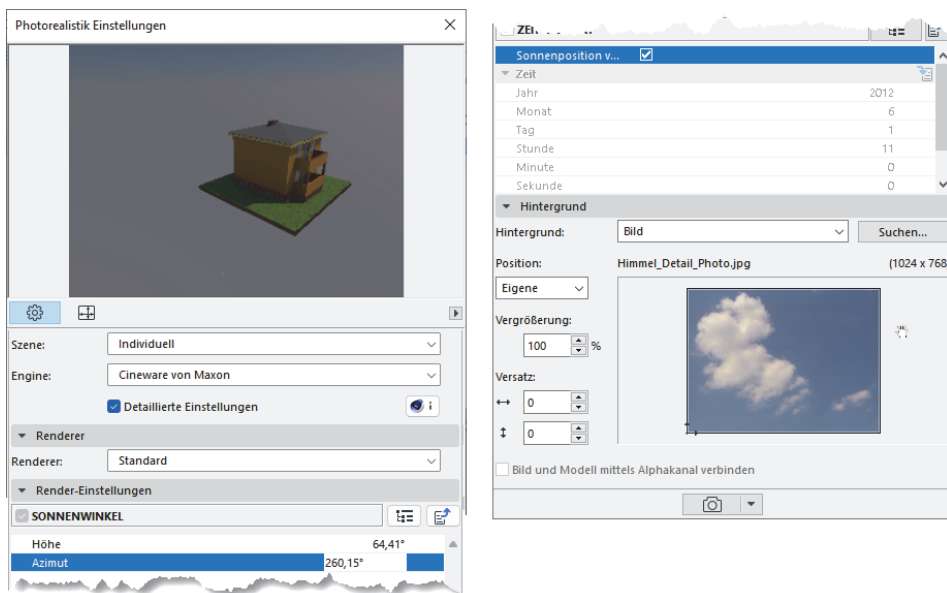 Photorealistik Einstellungen
Szene: Individuell
Engine: Cineware von Maxon
Detaillierte Einstellungen
i
Renderer
Renderer: Standard
Render-Einstellungen
SONNENWINKEL
Höhe 64,41°
Azimut 260,15°
Sonnenposition v...
Zeit
Jahr 2012
Monat 6
Tag 1
Stunde 11
Minute 0
Sekunde 0
Hintergrund
Hintergrund: Bild Suchen...
Position: Himmel_Detail_Photo.jpg (1024 x 768
Eigene
Vergrößerung:
100 %
Versatz:
0
0
Bild und Modell mittels Alphakanal verbinden